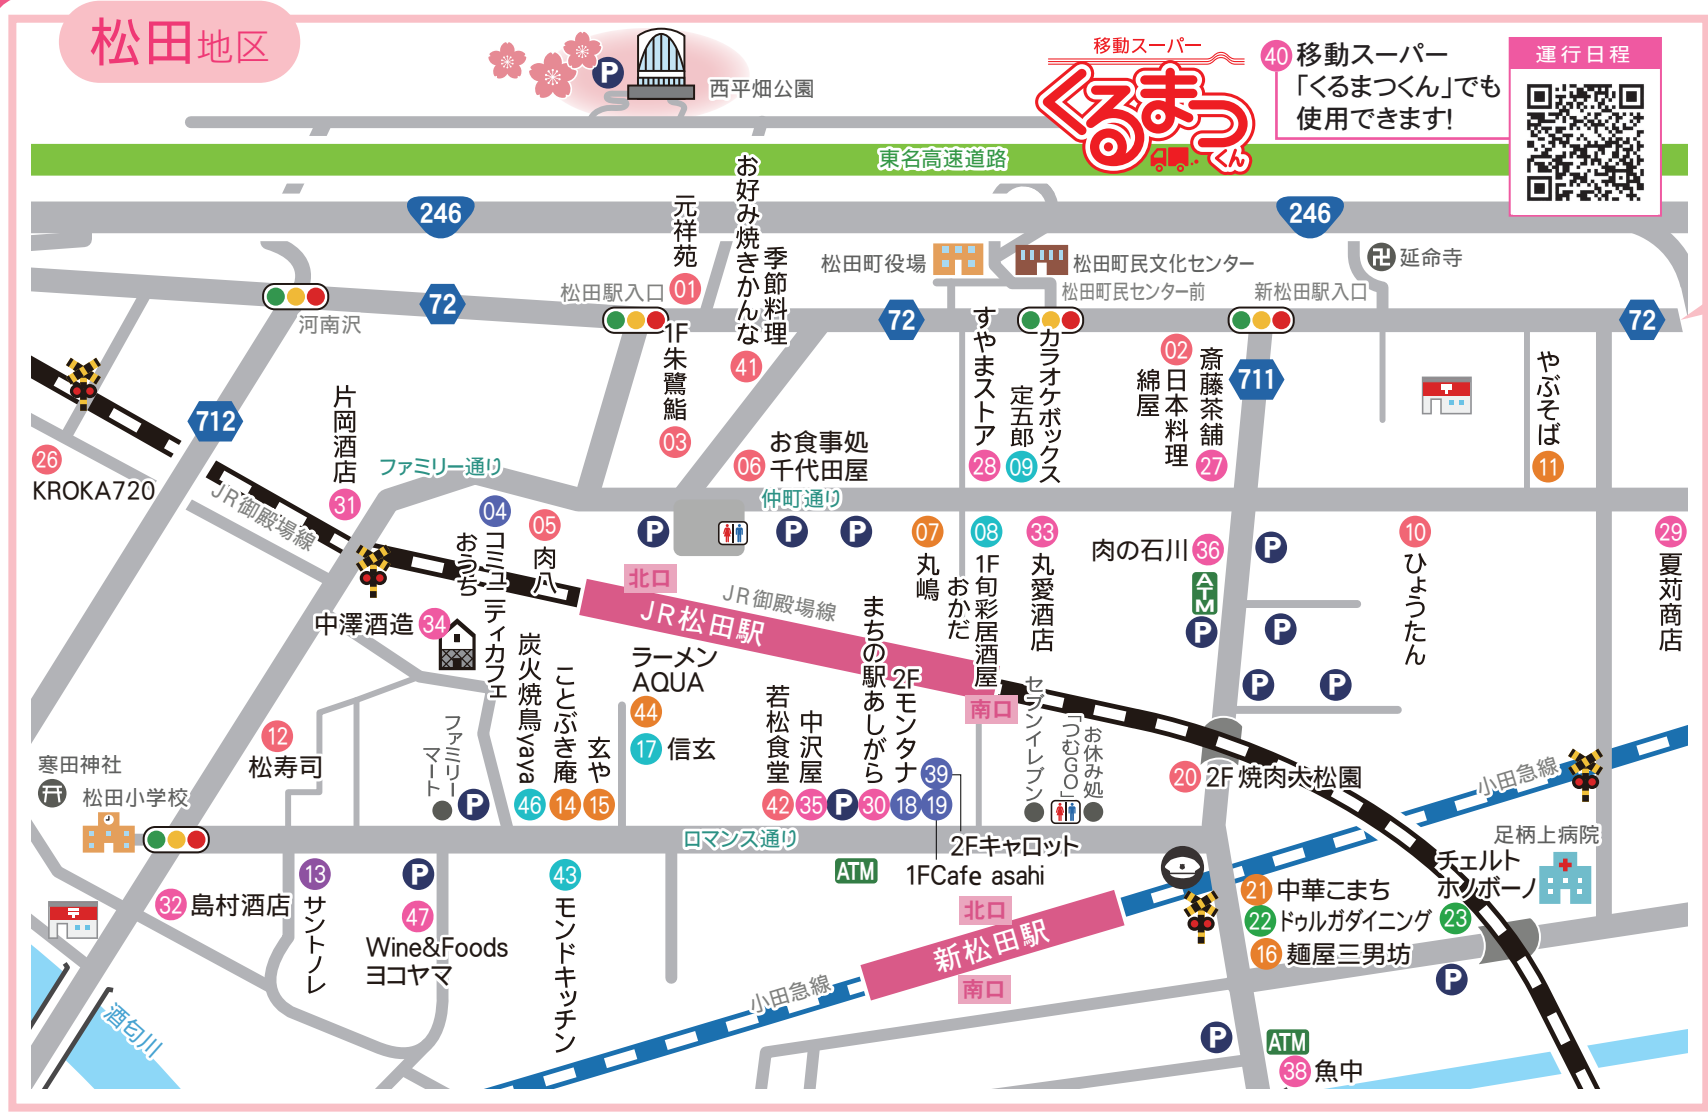 松田地区
西平畑公園
移動スーパー
くるまつ
くん
40 移動スーパー
「くるまつくん」でも
使用できます!
運行日程
東名高速道路
246
246
元祥苑
01
お好み焼きかんな
季節料理
41
松田町役場
松田町民文化センター
松田町民センター前
新松田駅入口
延命寺
72
72
72
松田駅入口
河南沢
1F
朱鷺鮨
03
すやまストア
28
カラオケボックス
定五郎
09
02
日本料理
綿屋
斎藤茶舗
27
711
やぶそば
11
712
片岡酒店
31
26
KROKA720
JR御殿場線
ファミリー通り
06 お食事処
千代田屋
仲町通り
04
コミュニティカフェ
おうち
05
肉八
P
P
P
07
丸嶋
08
1F旬彩居酒屋
おかだ
33
丸愛酒店
肉の石川 36
ATM
P
P
P
P
P
10
ひょうたん
29
夏苅商店
北口
JR松田駅
JR御殿場線
南口
中澤酒造 34
炭火焼鳥yaya
46
ことぶき庵
14
玄や
15
ラーメン
AQUA
44
17 信玄
若松食堂
42
中沢屋
35
P
まちの駅あしがら
30
2F
モンタナ
18
39
19
セブンイレブン
お休み処
「つむGO」
20 2F 焼肉大松園
小田急線
足柄上病院
12
松寿司
寒田神社
松田小学校
ファミリー
マート
P
ロマンス通り
ATM
2Fキャロット
1FCafe asahi
32 島村酒店
13
サントノレ
P
47
Wine&Foods
ヨコヤマ
43
モンドキッチン
北口
新松田駅
南口
小田急線
21 中華こまち
22 ドゥルガダイニング
16 麺屋三男坊
チェルト
ホノボーノ
23
P
P
ATM
38 魚中
酒匂川
P